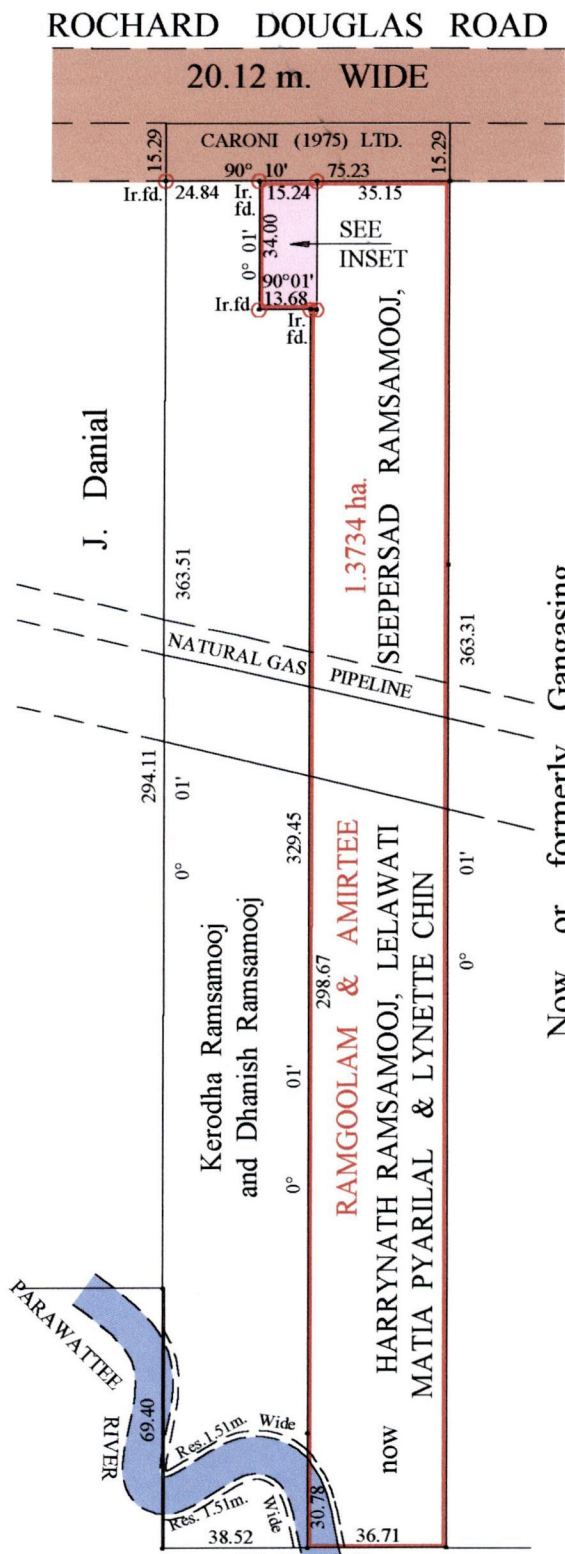 ROCHARD DOUGLAS ROAD
20.12 m. WIDE
15.29
CARONI (1975) LTD.
15.29
90° 10' 75.23
Ir.fd. 24.84
Ir. fd.
15.24
35.15
0° 01'
34.00
SEE
INSET
90°01'
13.68
Ir.fd
Ir. fd.
J. Danial
363.51
1.3734 ha.
SEEPERSAD RAMSAMOOJ,
363.31
NATURAL GAS PIPELINE
Now or formerly Gangasing
294.11
0° 01'
329.45
298.67
0° 01'
0° 01'
Kerodha Ramsamooj
and Dhanish Ramsamooj
RAMGOOLAM & AMIRTEE
now HARRYNATH RAMSAMOOJ, LELAWATI
MATIA PYARILAL & LYNETTE CHIN
PARAWATTEE
RIVER
69.40
Res.1.51m. Wide
Res. 1.51m. Wide
30.78
38.52
36.71